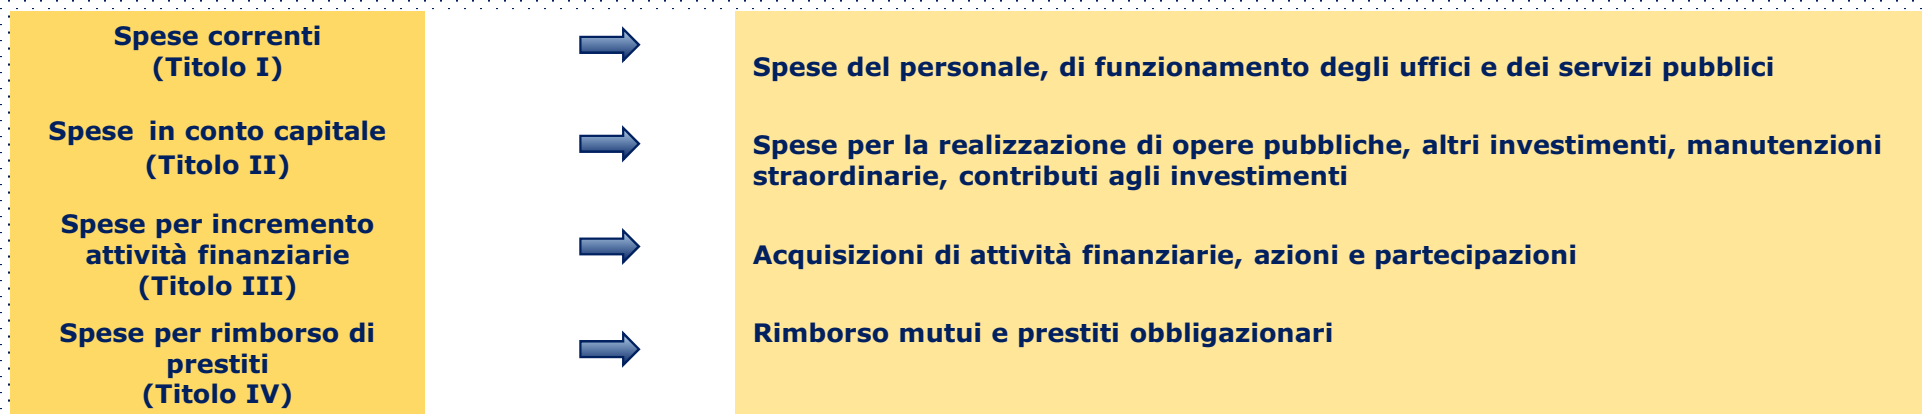 Spese correnti
(Titolo I)
Spese del personale, di funzionamento degli uffici e dei servizi pubblici
Spese in conto capitale
(Titolo II)
Spese per la realizzazione di opere pubbliche, altri investimenti, manutenzioni
straordinarie, contributi agli investimenti
Spese per incremento
attività finanziarie
(Titolo III)
Acquisizioni di attività finanziarie, azioni e partecipazioni
Spese per rimborso di
prestiti
(Titolo IV)
Rimborso mutui e prestiti obbligazionari